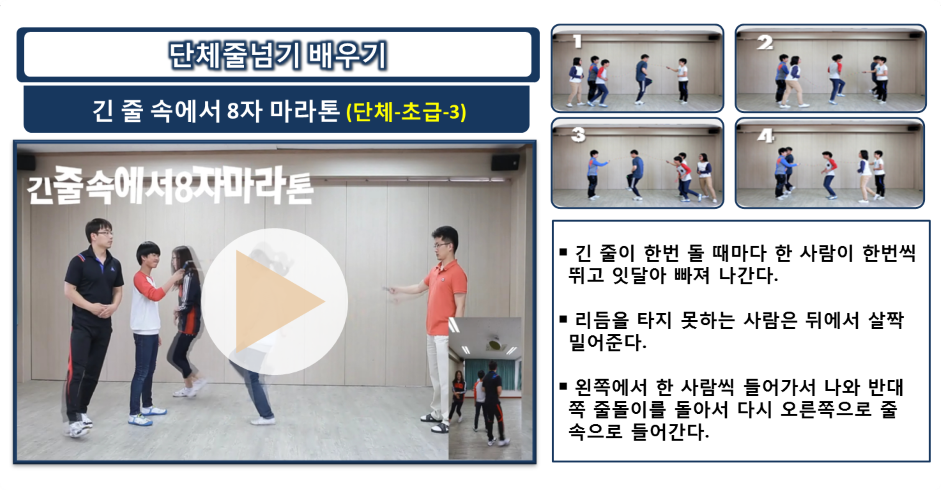 단체줄넘기 배우기
긴 줄 속에서 8자 마라톤 (단체-초급-3)
긴줄속에서8자마라톤
1
2
3
4
▪ 긴 줄이 한번 돌 때마다 한 사람이 한번씩
뛰고 잇달아 빠져 나간다.
▪ 리듬을 타지 못하는 사람은 뒤에서 살짝
밀어준다.
▪ 왼쪽에서 한 사람씩 들어가서 나와 반대
쪽 줄돌이를 돌아서 다시 오른쪽으로 줄
속으로 들어간다.